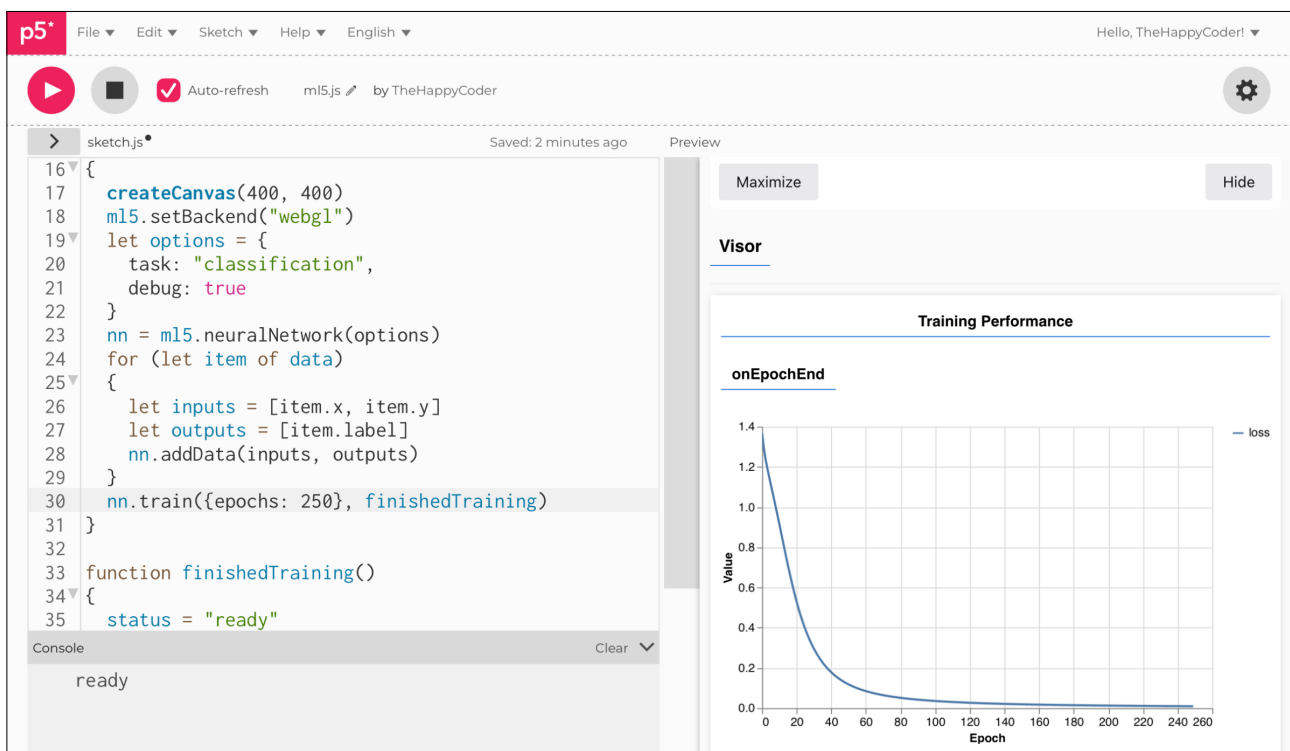 p5* File Edit Sketch Help English Hello, TheHappyCoder!
Auto-refresh ml5.js by TheHappyCoder
sketch.js Saved: 2 minutes ago
16 {
17 createCanvas(400, 400)
18 ml5.setBackend("webgl")
19 let options = {
20 task: "classification",
21 debug: true
22 }
23 nn = ml5.neuralNetwork(options)
24 for (let item of data)
25 {
26 let inputs = [item.x, item.y]
27 let outputs = [item.label]
28 nn.addData(inputs, outputs)
29 }
30 nn.train({epochs: 250}, finishedTraining)
31 }
32
33 function finishedTraining()
34 {
35 status = "ready"
Console Clear
ready
Preview
Maximize Hide
Visor
Training Performance
onEpochEnd
1.4
1.2
1.0
0.8
0.6
0.4
0.2
0.0
Value
0 20 40 60 80 100 120 140 160 180 200 220 240 260
Epoch
loss